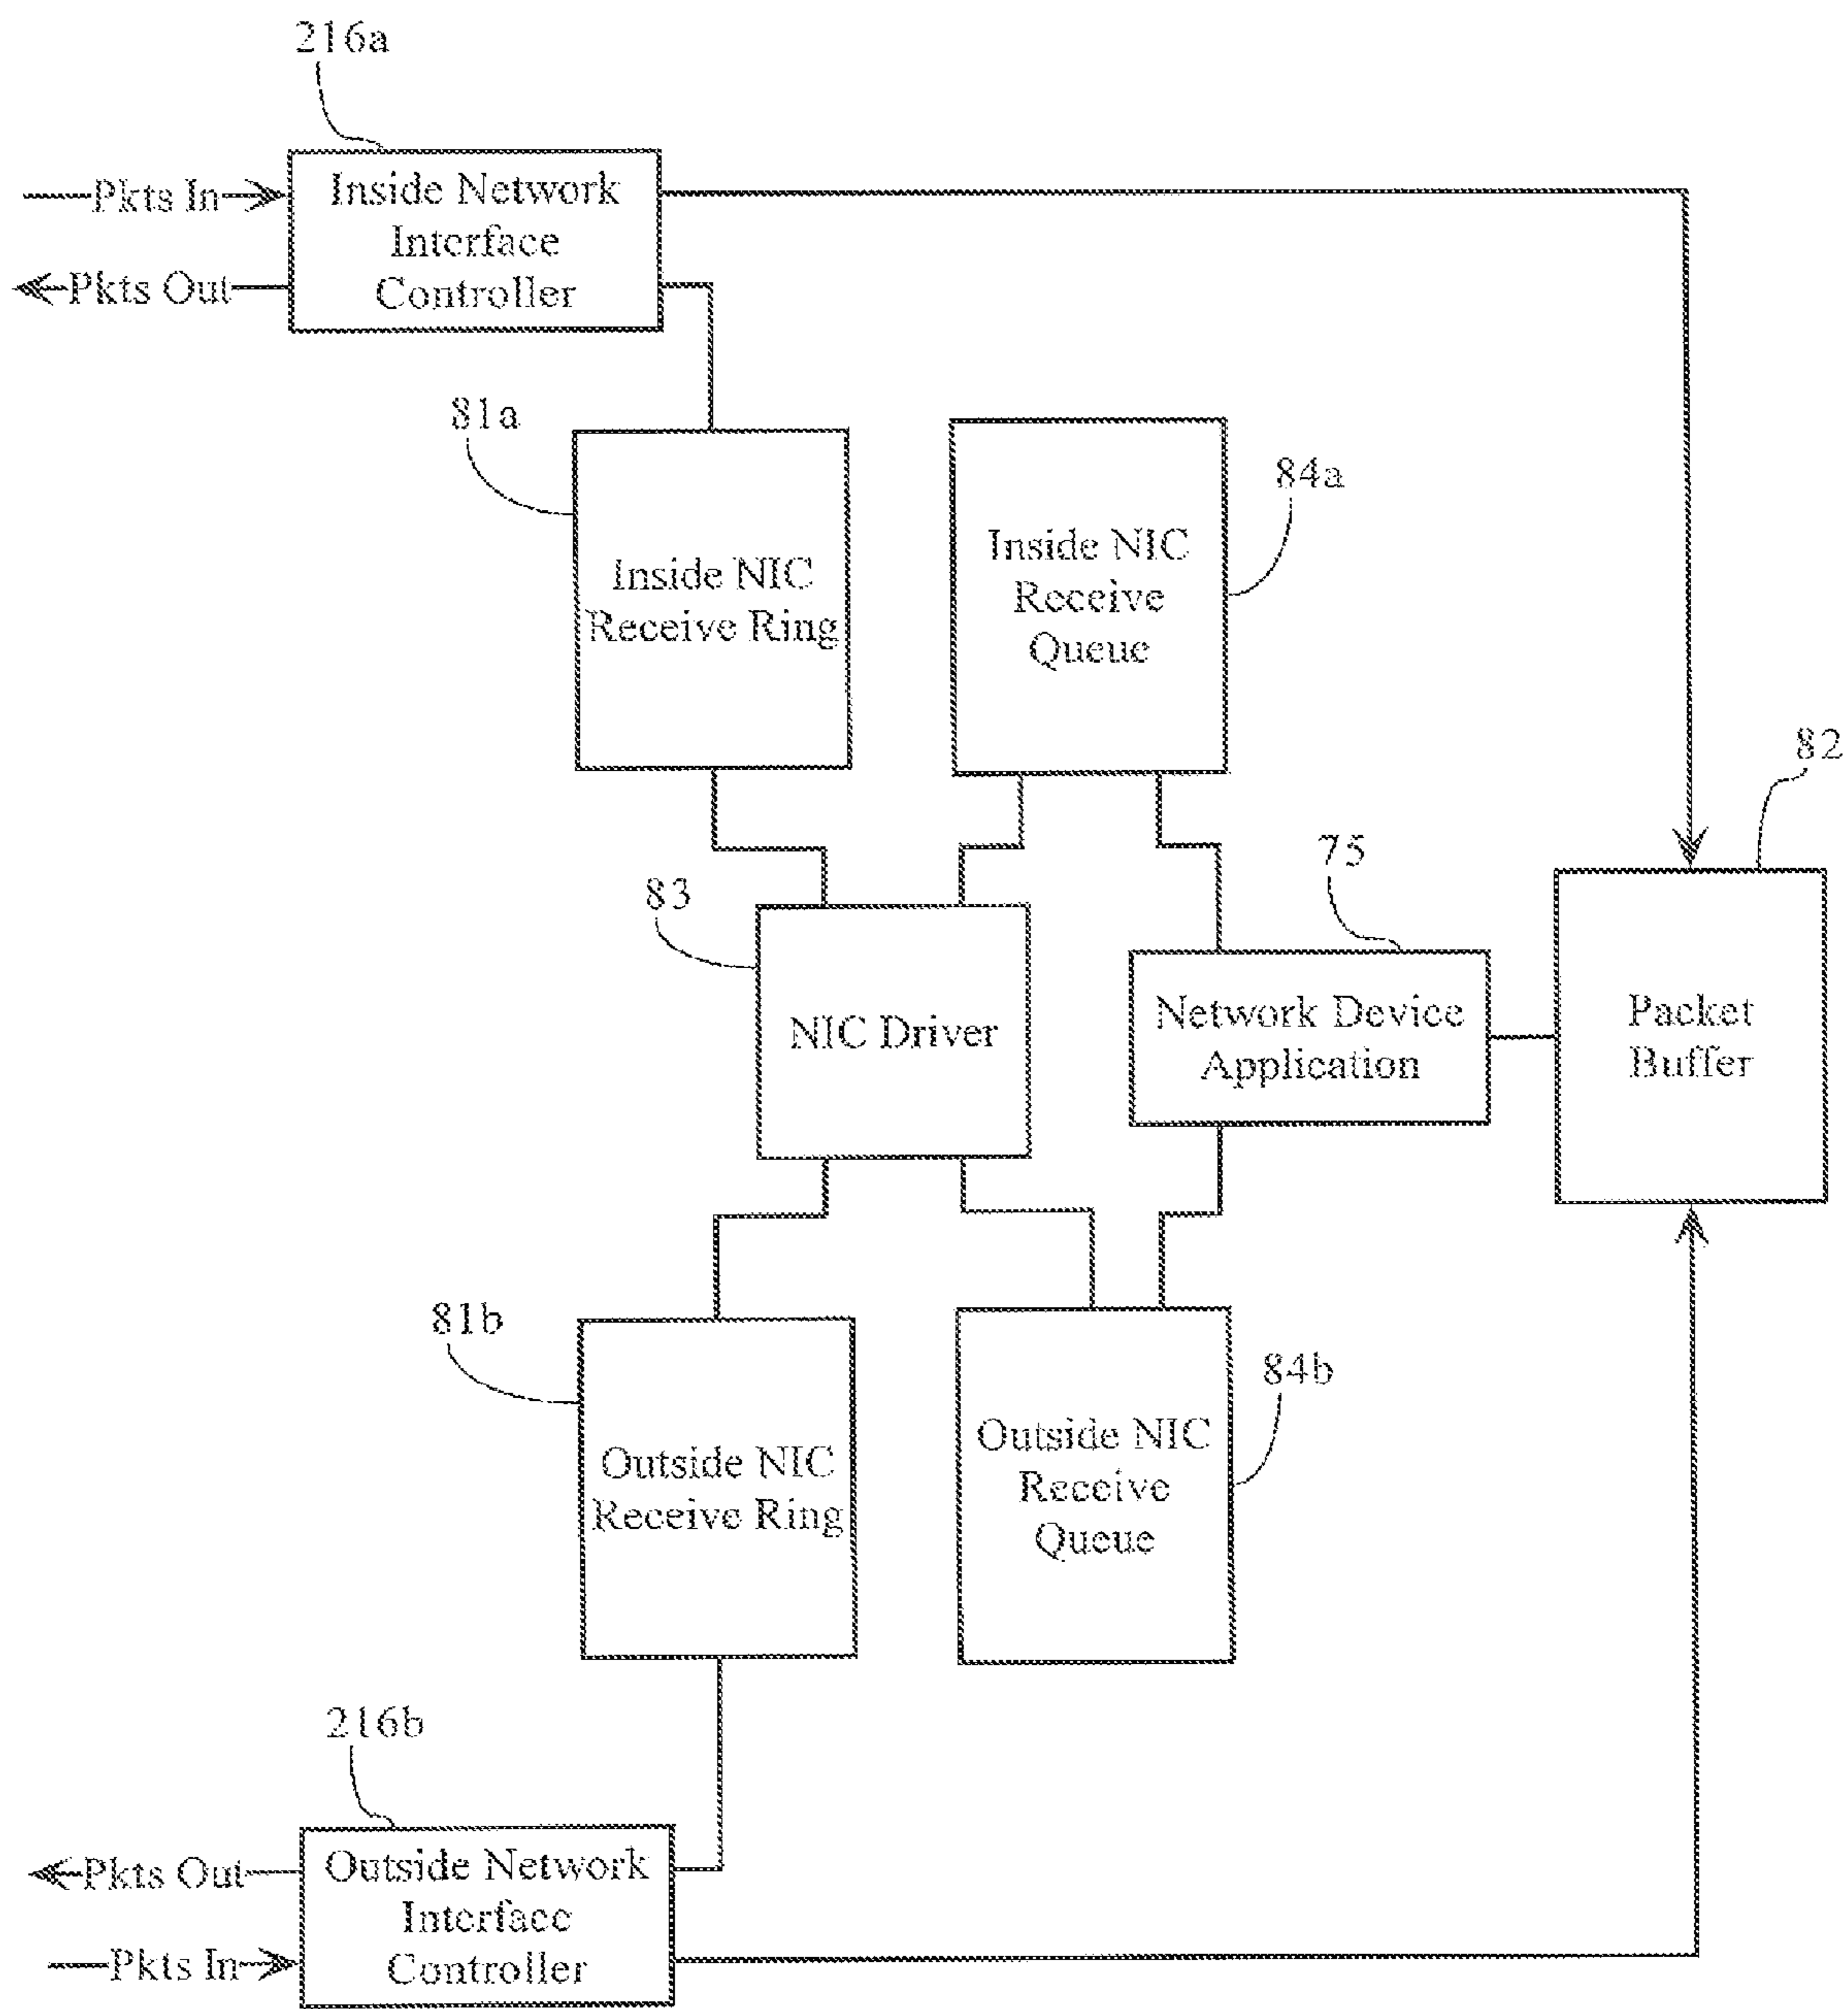 216a
Pkts In
Inside Network
Interface
Controller
Pkts Out
81a
84a
Inside NIC
Receive Ring
Inside NIC
Receive
Queue
82
75
83
NIC Driver
Network Device
Application
Packet
Buffer
81b
84b
Outside NIC
Receive Ring
Outside NIC
Receive
Queue
216b
Pkts Out
Outside Network
Interface
Controller
Pkts In